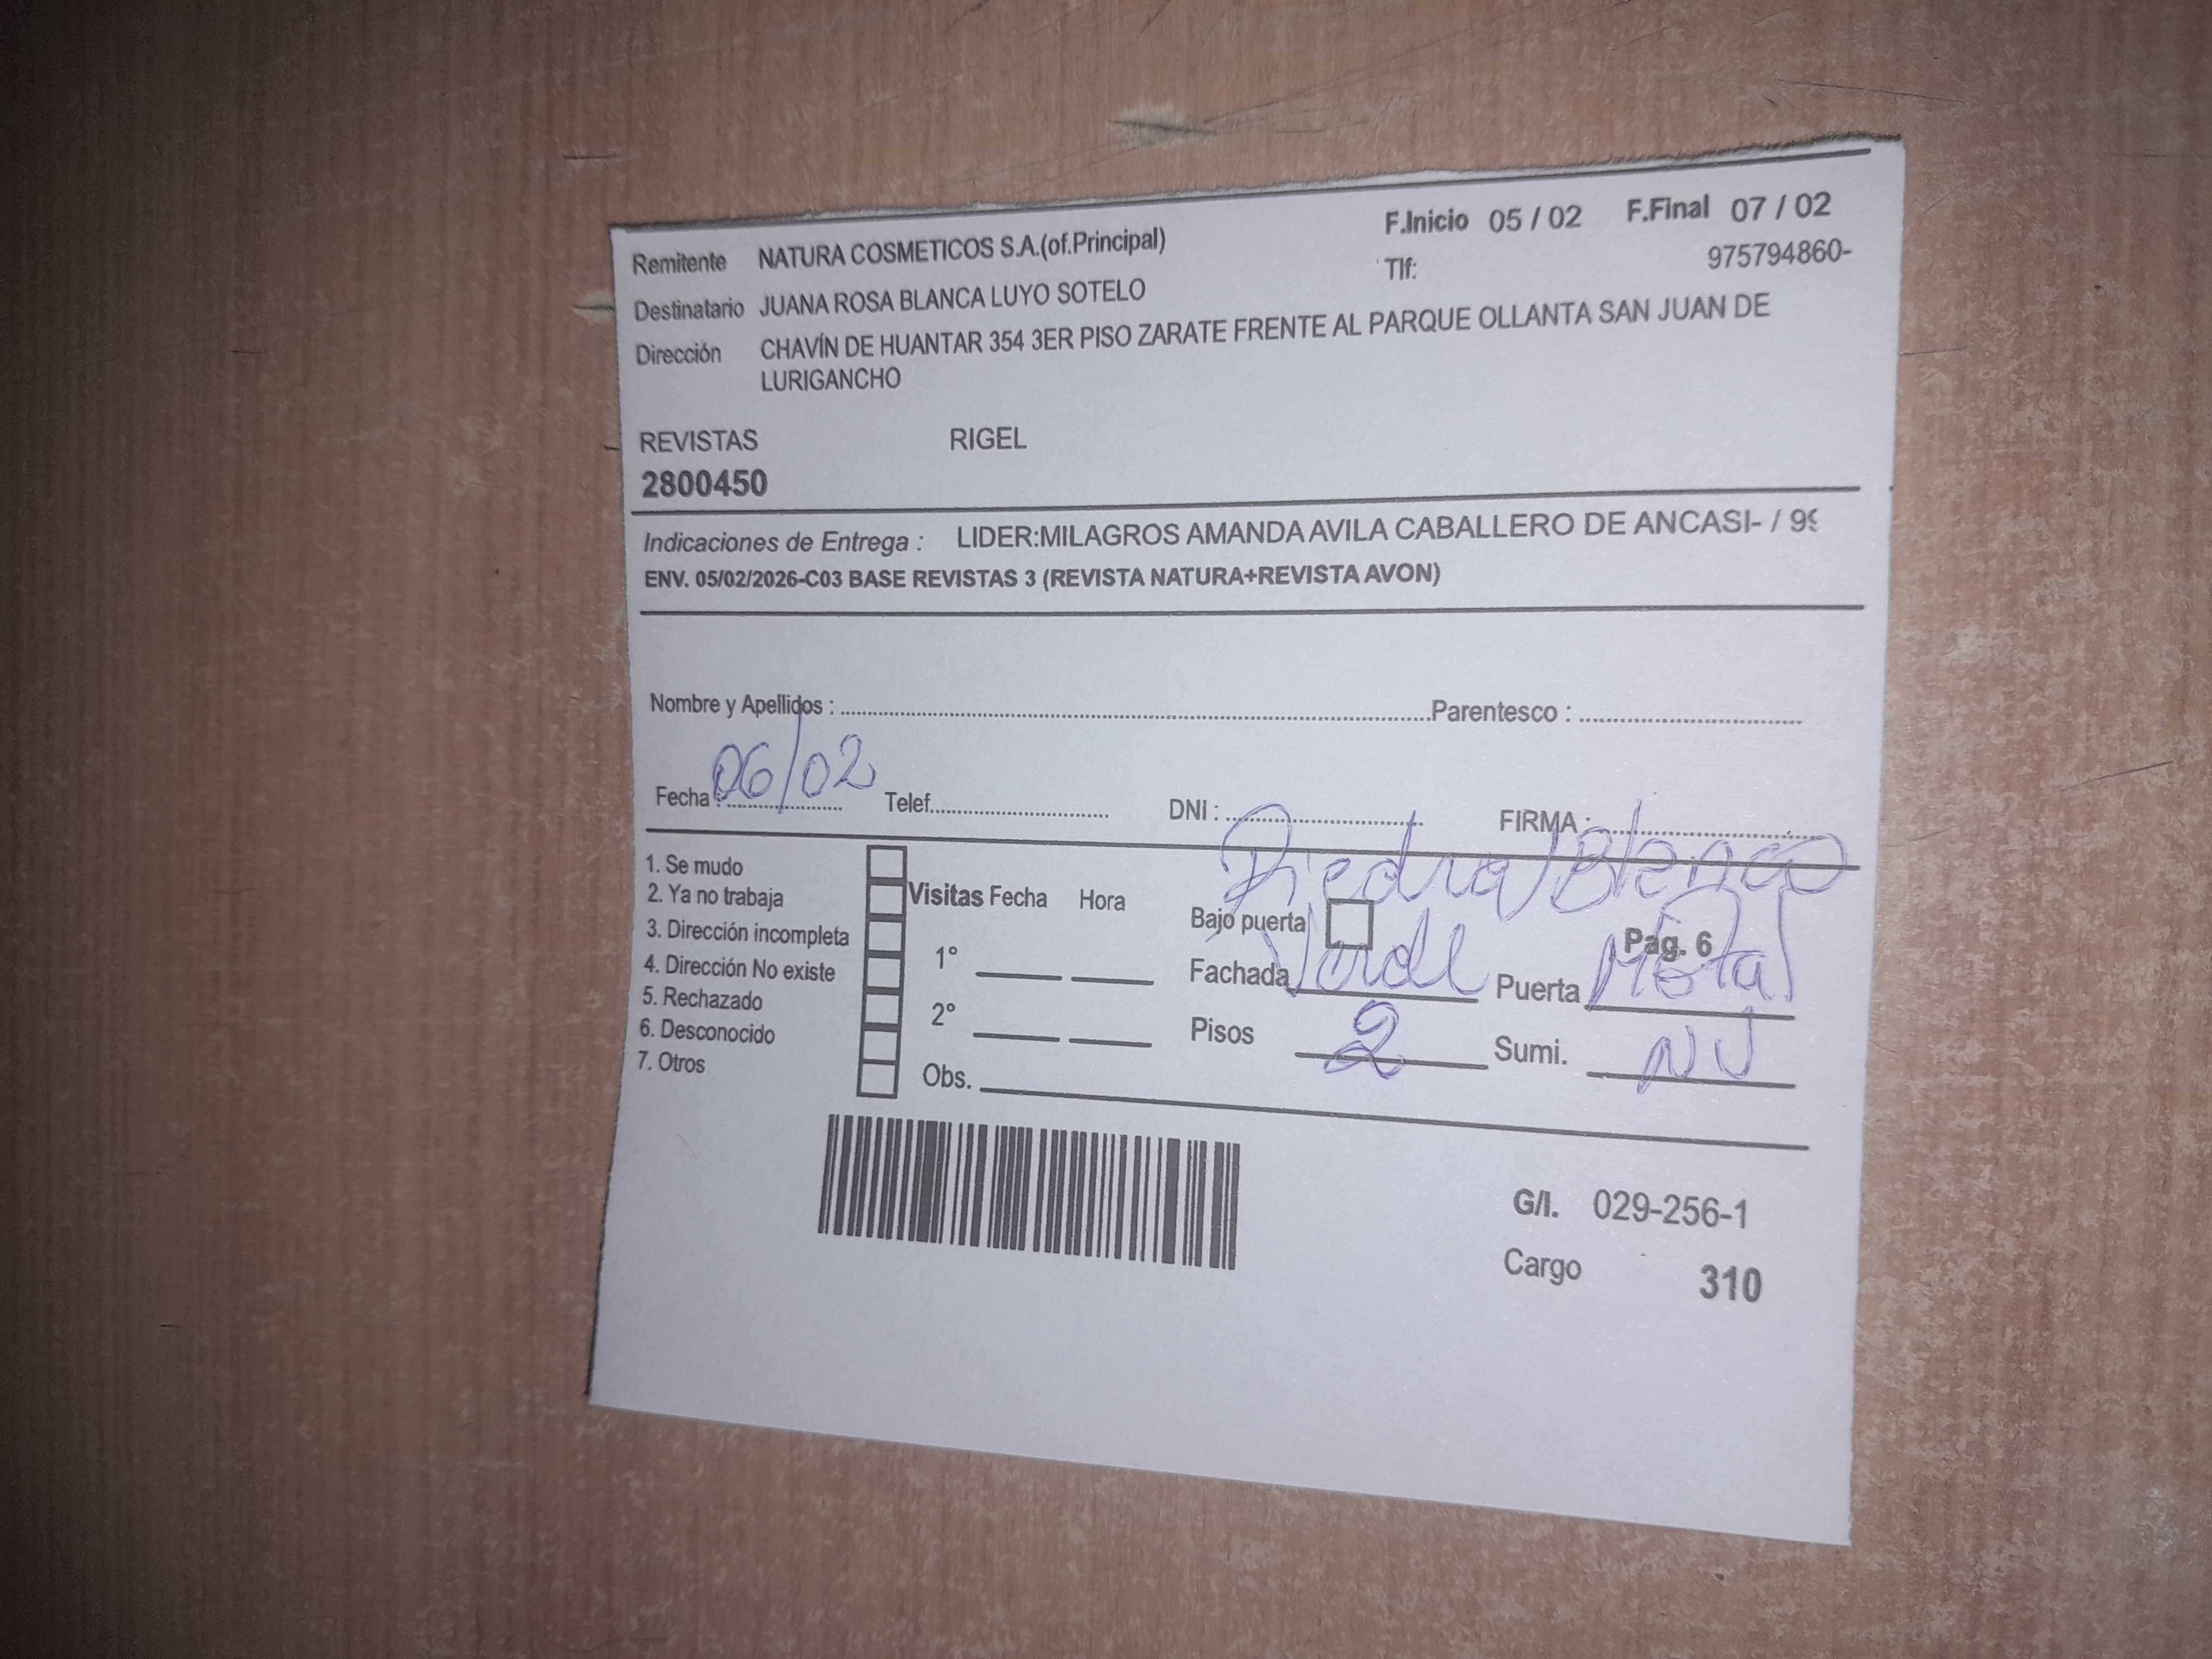 Remitente NATURA COSMETICOS S.A.(of.Principal) F.Inicio 05 / 02 F.Final 07 / 02
Tlf: 975794860-
Destinatario JUANA ROSA BLANCA LUYO SOTELO
Dirección CHAVÍN DE HUANTAR 354 3ER PISO ZARATE FRENTE AL PARQUE OLLANTA SAN JUAN DE
LURIGANCHO
REVISTAS RIGEL
2800450
Indicaciones de Entrega : LIDER:MILAGROS AMANDA AVILA CABALLERO DE ANCASI- / 99
ENV. 05/02/2026-C03 BASE REVISTAS 3 (REVISTA NATURA+REVISTA AVON)
Nombre y Apellidos : Parentesco :
Fecha : 06/02 Telef. DNI : FIRMA :
Piedra/Blanco
1. Se mudo
2. Ya no trabaja
3. Dirección incompleta
4. Dirección No existe
5. Rechazado
6. Desconocido
7. Otros
Visitas Fecha Hora
1°
2°
Obs.
Bajo puerta Pag. 6
Fachada Verde Puerta Metal
Pisos 2 Sumi.
G/I. 029-256-1
Cargo 310